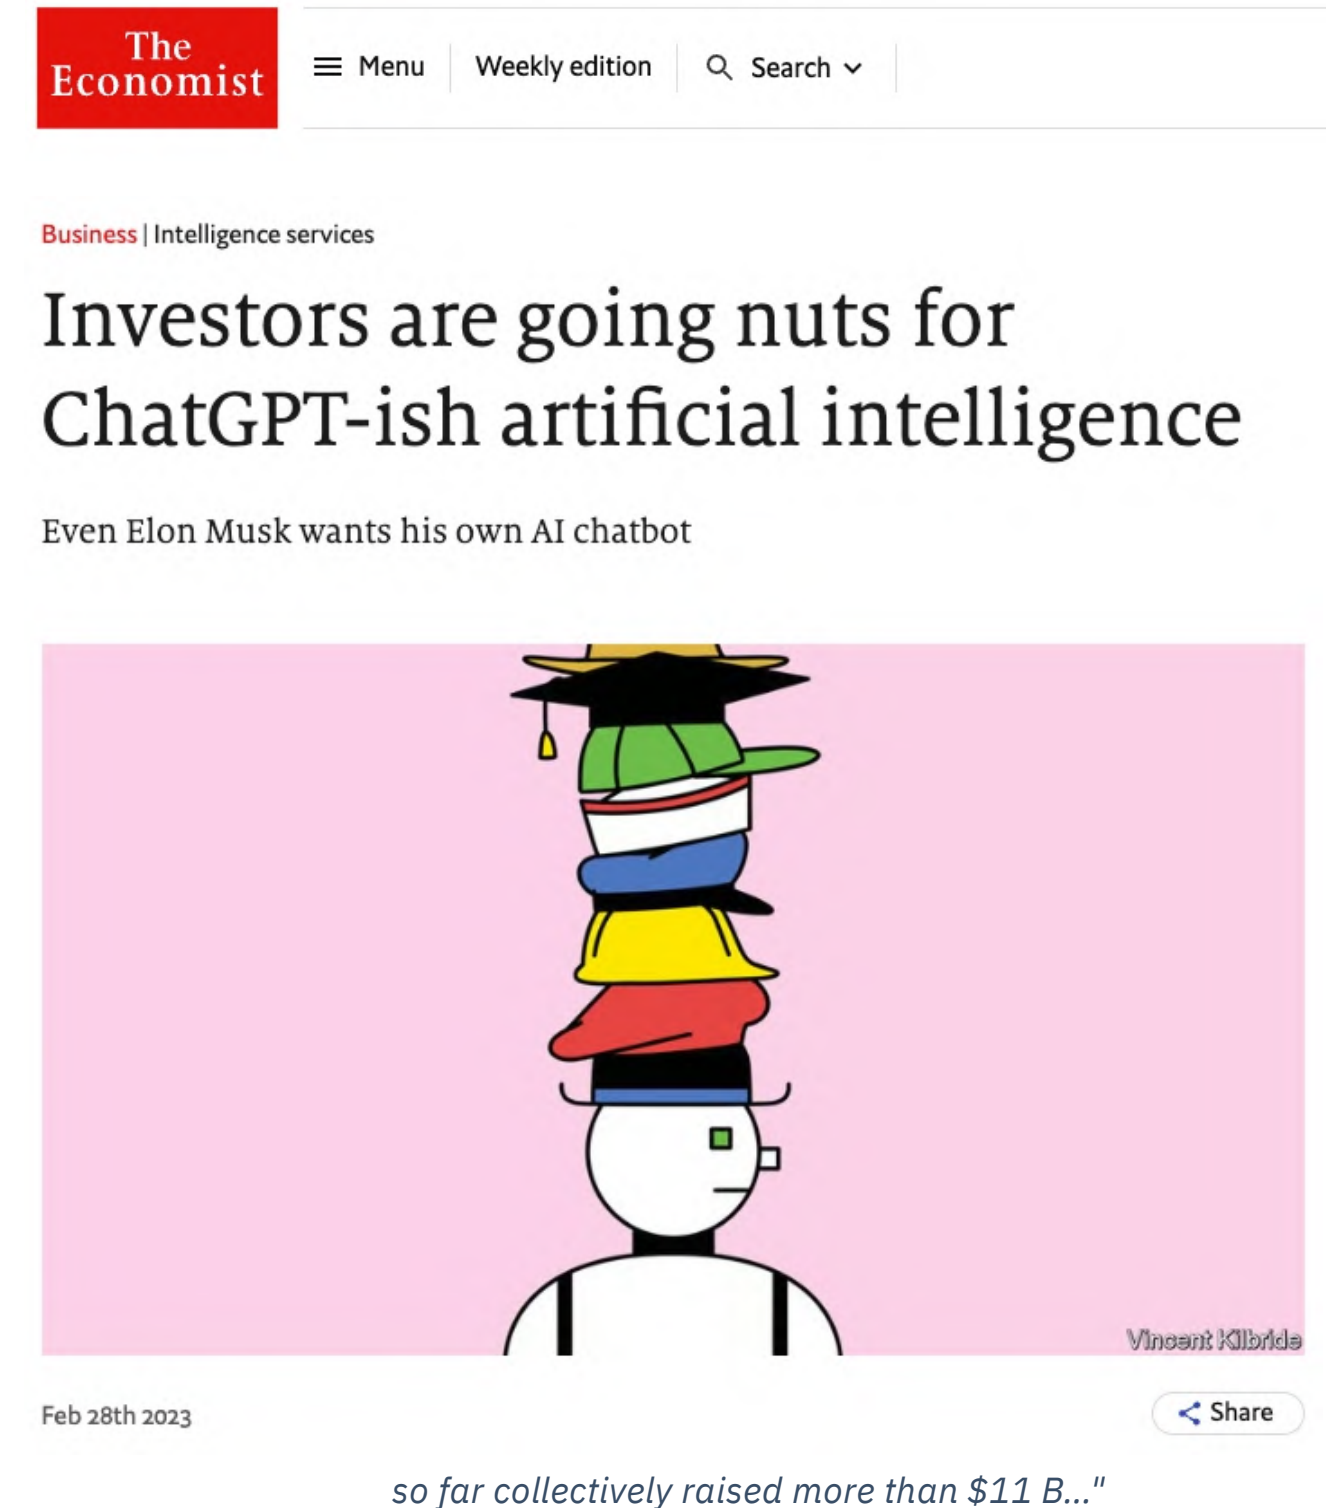 The
Economist
Menu
Weekly edition
Search
Business | Intelligence services
Investors are going nuts for
ChatGPT-ish artificial intelligence
Even Elon Musk wants his own AI chatbot
Vincent Kilbride
Feb 28th 2023
Share
so far collectively raised more than $11 B..."